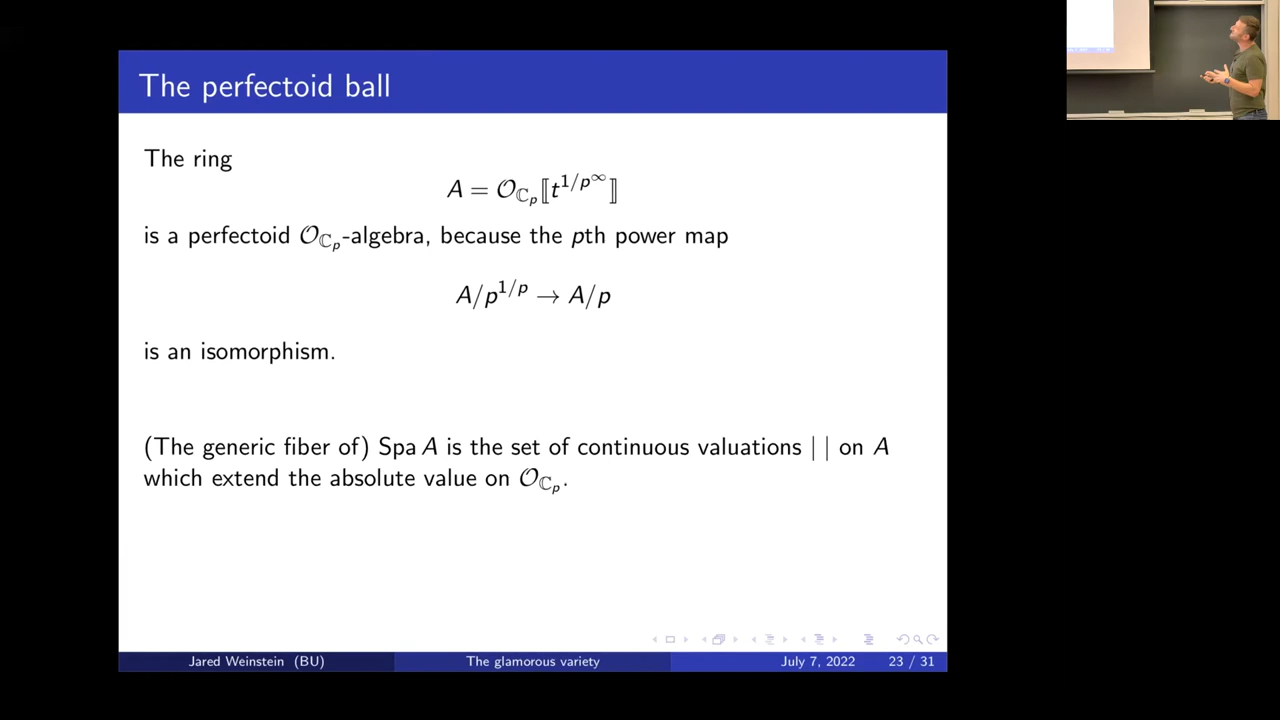 The perfectoid ball
The ring
A = 𝒪_{ℂ_p}⟦t^{1/p^∞}⟧
is a perfectoid 𝒪_{ℂ_p}-algebra, because the pth power map
A/p^{1/p} → A/p
is an isomorphism.
(The generic fiber of) Spa A is the set of continuous valuations | | on A
which extend the absolute value on 𝒪_{ℂ_p}.
Jared Weinstein (BU) The glamorous variety July 7, 2022 23 / 31